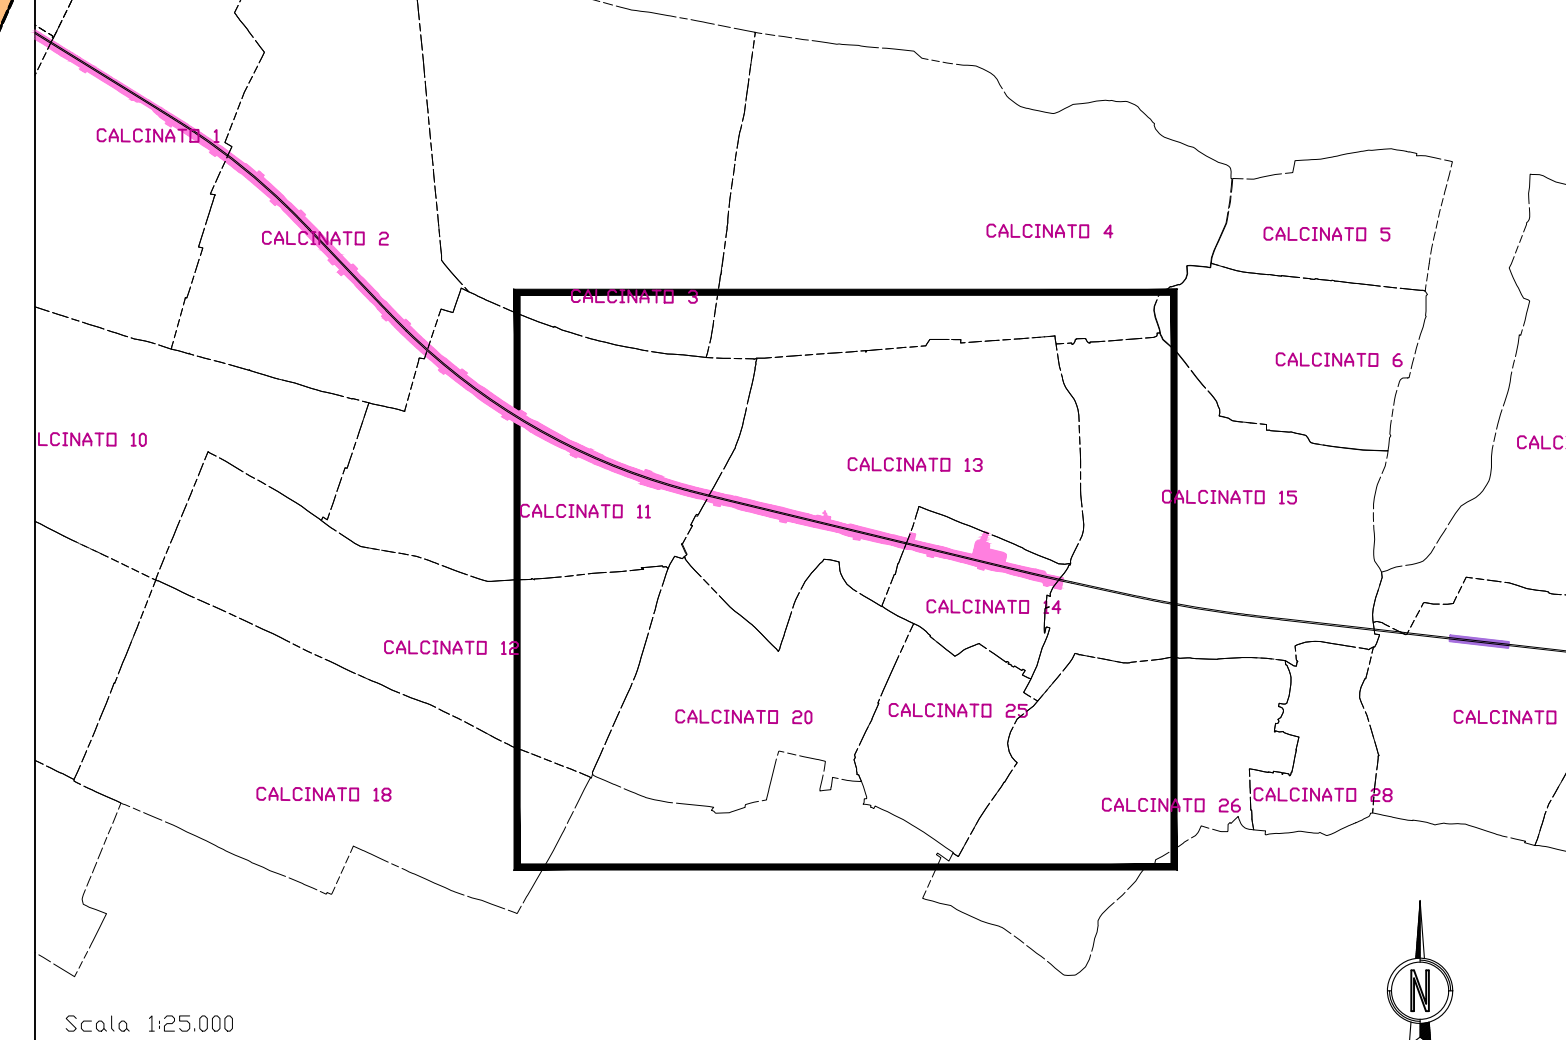 CALCINATO 1
CALCINATO 2
CALCINATO 4
CALCINATO 5
CALCINATO 3
CALCINATO 6
LCINATO 10
CALC
CALCINATO 13
CALCINATO 15
CALCINATO 11
CALCINATO 14
CALCINATO 12
CALCINATO 20
CALCINATO 25
CALCINATO
CALCINATO 18
CALCINATO 26
CALCINATO 28
N
Scala 1:25.000